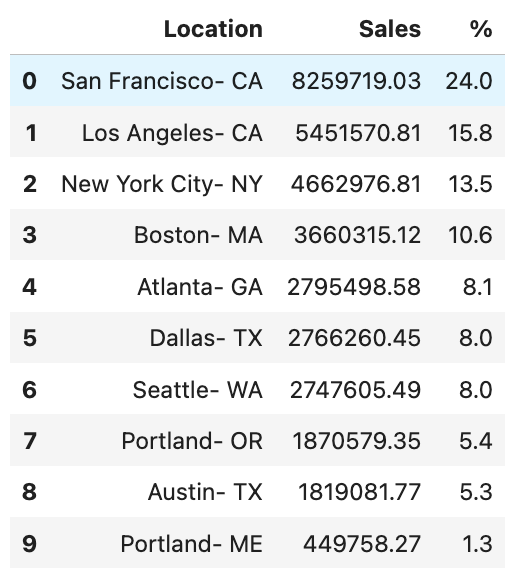 Location Sales %
0 San Francisco- CA 8259719.03 24.0
1 Los Angeles- CA 5451570.81 15.8
2 New York City- NY 4662976.81 13.5
3 Boston- MA 3660315.12 10.6
4 Atlanta- GA 2795498.58 8.1
5 Dallas- TX 2766260.45 8.0
6 Seattle- WA 2747605.49 8.0
7 Portland- OR 1870579.35 5.4
8 Austin- TX 1819081.77 5.3
9 Portland- ME 449758.27 1.3